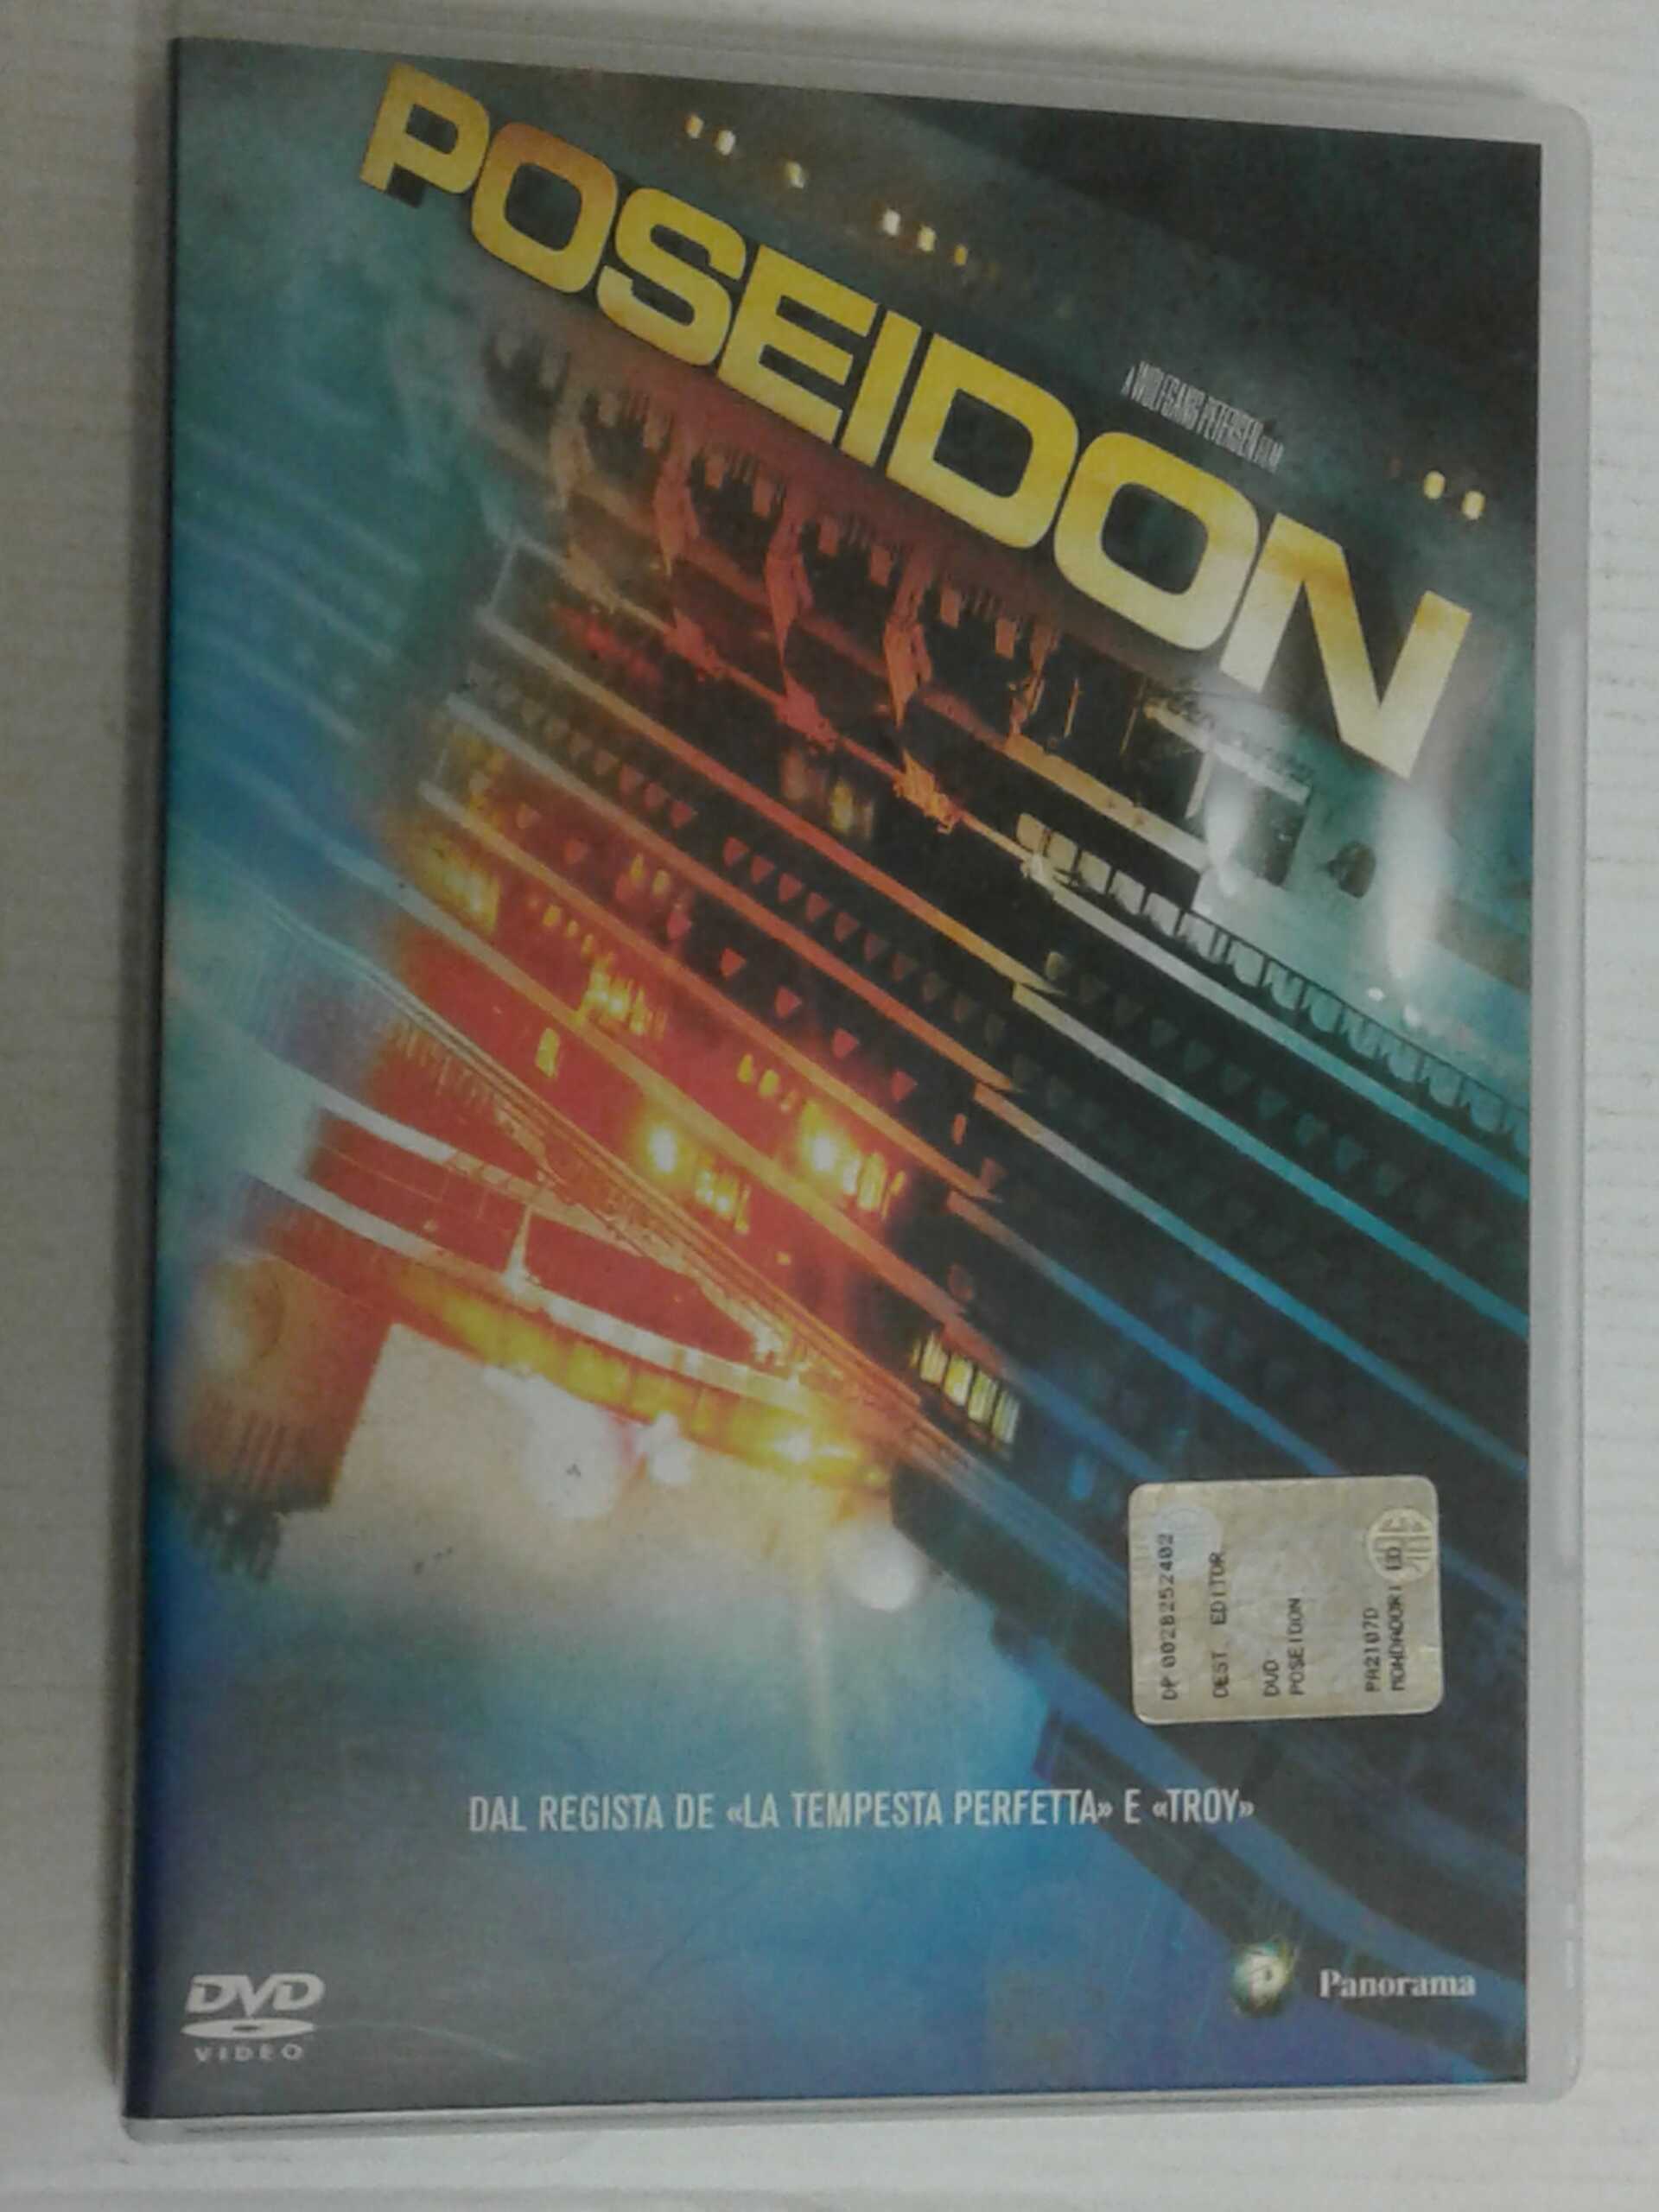 POSEIDON
A WOLFGANG PETERSEN FILM
DP 0028252402
DEST. EDITOR
DVD
POSEIDON
PA2107D
MONDADORI ED
DAL REGISTA DE «LA TEMPESTA PERFETTA» E «TROY»
DVD
VIDEO
P Panorama